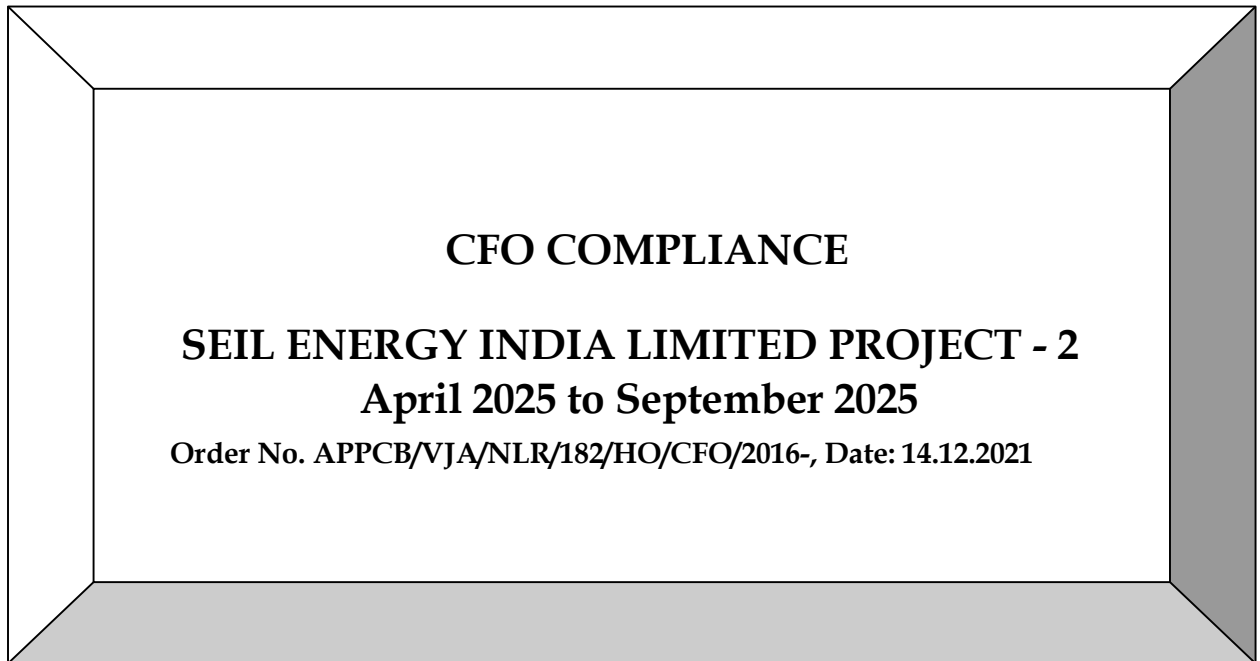 CFO COMPLIANCE
SEIL ENERGY INDIA LIMITED PROJECT - 2
April 2025 to September 2025
Order No. APPCB/VJA/NLR/182/HO/CFO/2016-, Date: 14.12.2021